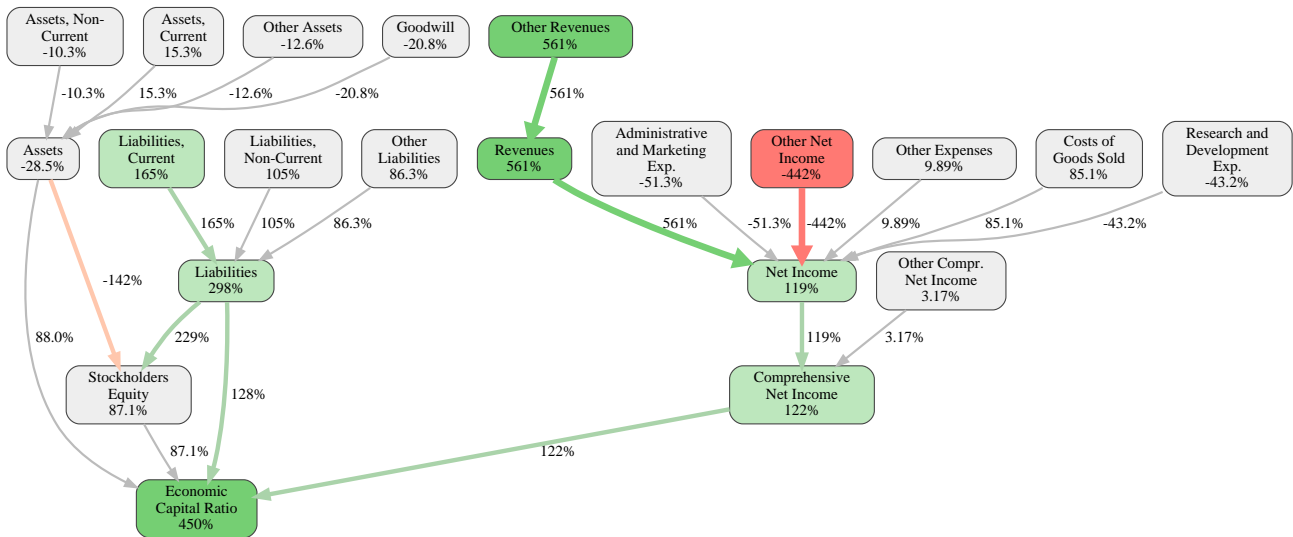 Assets, Non-
Current
-10.3%
Assets,
Current
15.3%
Other Assets
-12.6%
Goodwill
-20.8%
Other Revenues
561%
-10.3%
15.3%
-12.6%
-20.8%
561%
Assets
-28.5%
Liabilities,
Current
165%
Liabilities,
Non-Current
105%
Other
Liabilities
86.3%
Revenues
561%
Administrative
and Marketing
Exp.
-51.3%
Other Net
Income
-442%
Other Expenses
9.89%
Costs of
Goods Sold
85.1%
Research and
Development
Exp.
-43.2%
165%
105%
86.3%
561%
-51.3%
-442%
9.89%
85.1%
-43.2%
-142%
Liabilities
298%
Net Income
119%
Other Compr.
Net Income
3.17%
88.0%
229%
119%
3.17%
Stockholders
Equity
87.1%
128%
Comprehensive
Net Income
122%
87.1%
122%
Economic
Capital Ratio
450%